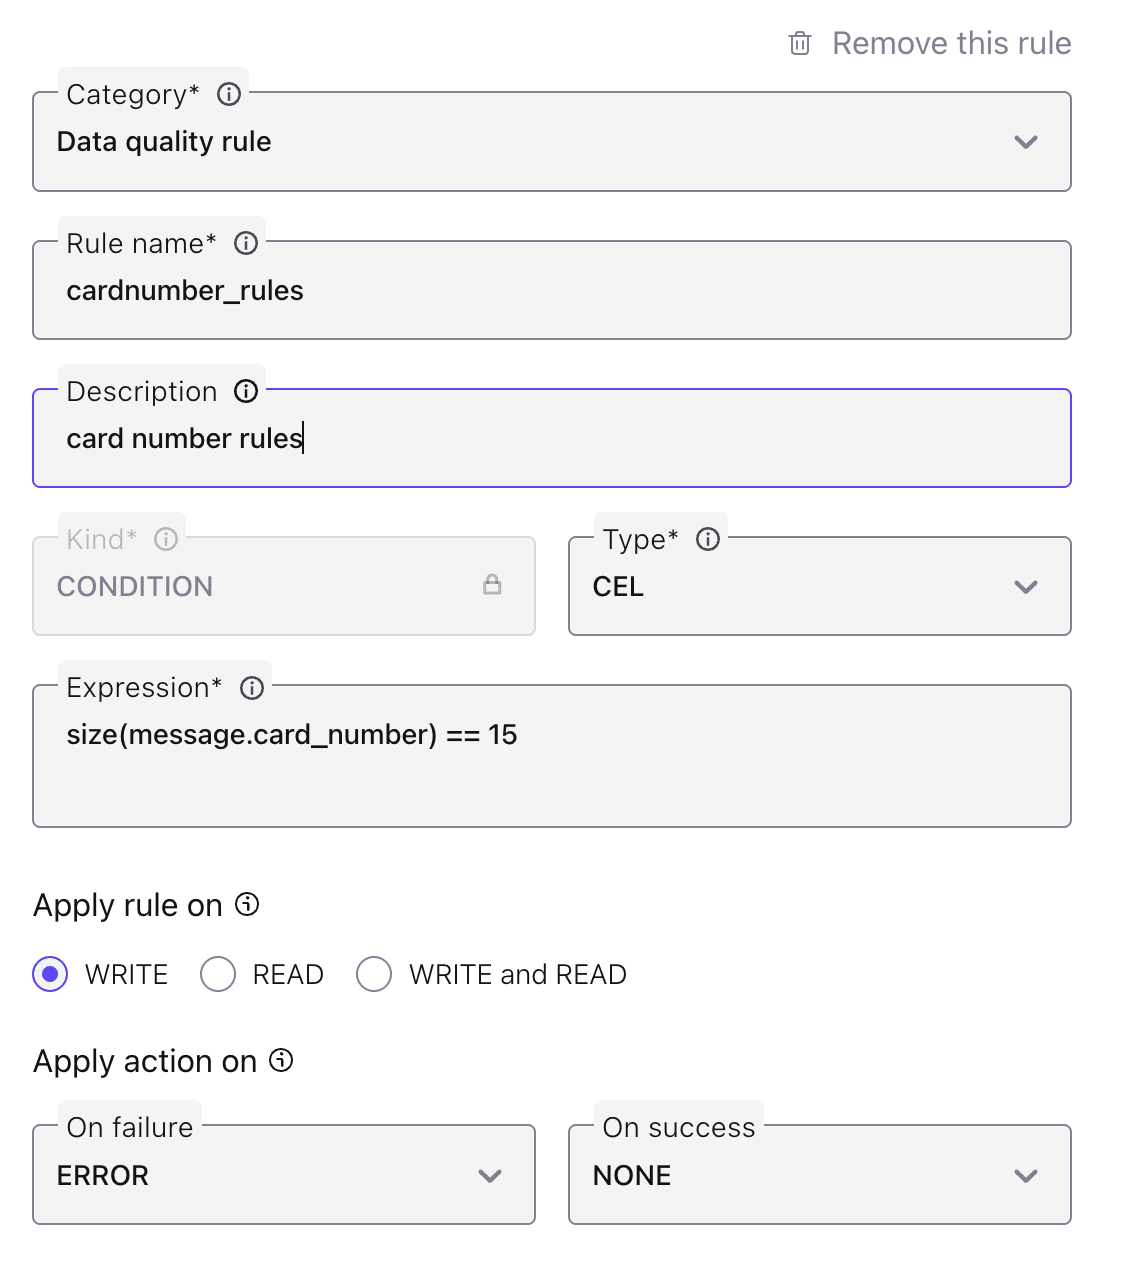 Remove this rule
Category*
Data quality rule
Rule name*
cardnumber_rules
Description
card number rules
Kind*
Type*
CONDITION
CEL
Expression*
size(message.card_number) == 15
Apply rule on
WRITE READ WRITE and READ
Apply action on
On failure
On success
ERROR
NONE